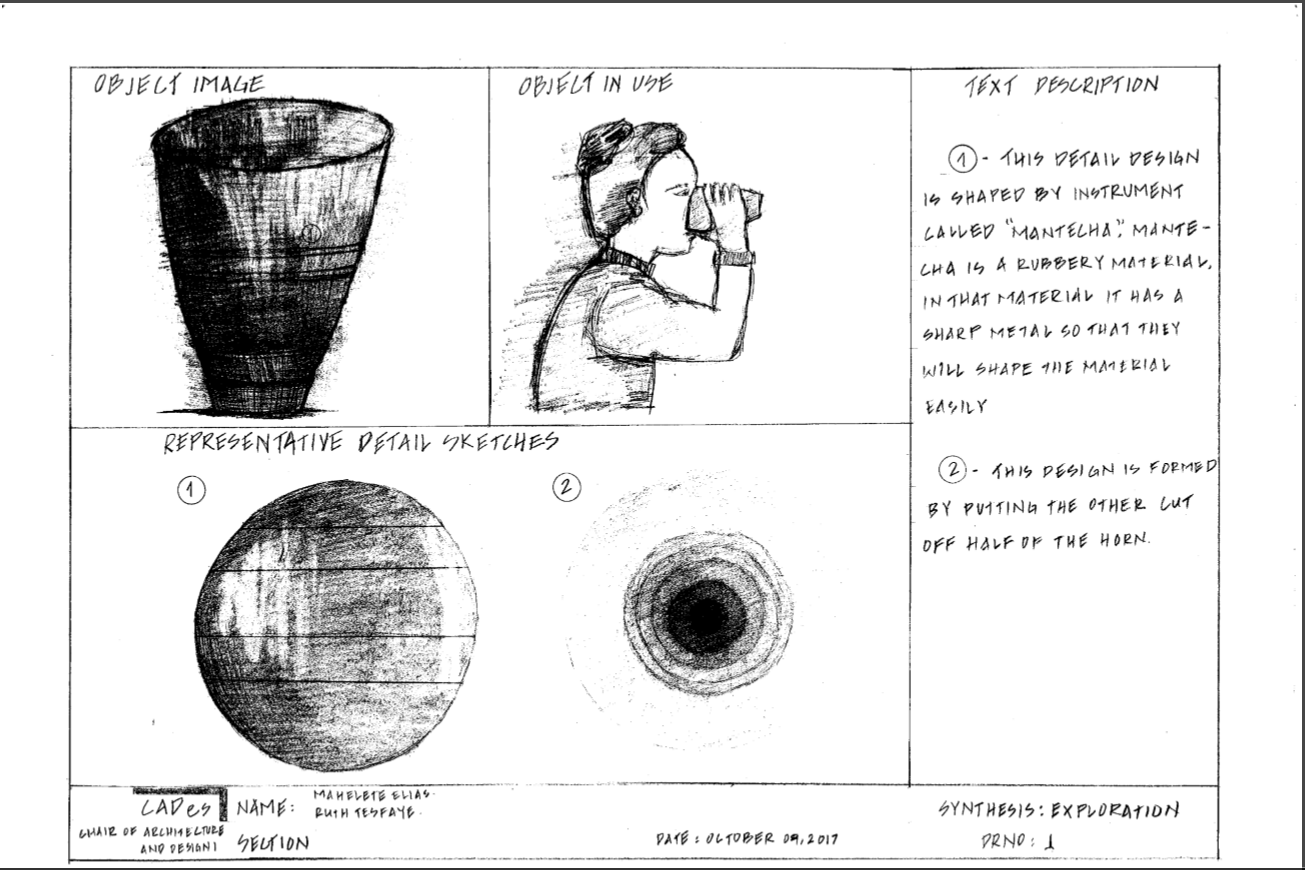 OBJECT IMAGE
1
OBJECT IN USE
REPRESENTATIVE DETAIL SKETCHES
1
2
TEXT DESCRIPTION
1 - THIS DETAIL DESIGN
IS SHAPED BY INSTRUMENT
CALLED "MANTECHA", MANTE-
CHA IS A RUBBERY MATERIAL,
IN THAT MATERIAL IT HAS A
SHARP METAL SO THAT THEY
WILL SHAPE THE MATERIAL
EASILY
2 - THIS DESIGN IS FORMED
BY PUTTING THE OTHER CUT
OFF HALF OF THE HORN.
CADes
CHAIR OF ARCHITECTURE
AND DESIGN I
NAME:
MAHELETE ELIAS.
RUTH TESFAYE.
SECTION
DATE: OCTOBER 09, 2017
SYNTHESIS: EXPLORATION
DRNO: 1